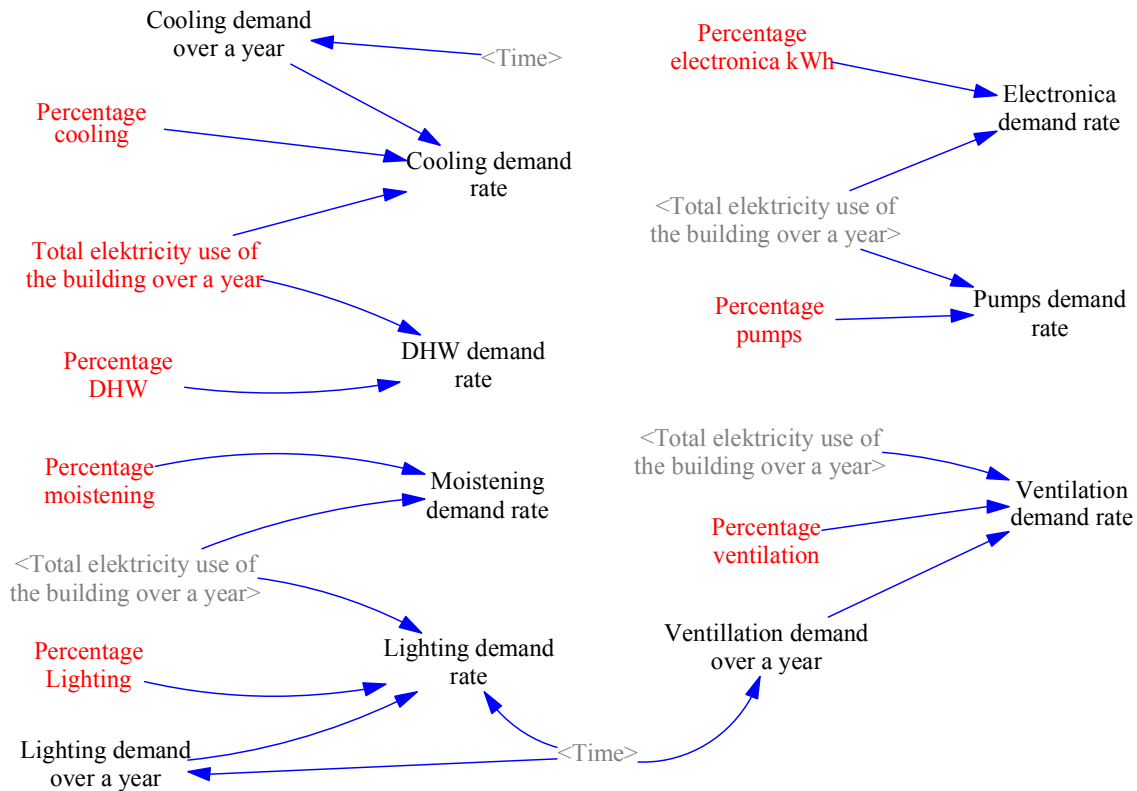 Cooling demand
over a year
<Time>
Percentage
cooling
Cooling demand
rate
Total elektricity use of
the building over a year
Percentage
DHW
DHW demand
rate
Percentage
moistening
Moistening
demand rate
<Total elektricity use of
the building over a year>
Percentage
Lighting
Lighting demand
rate
Lighting demand
over a year
<Time>
Percentage
electronica kWh
Electronica
demand rate
<Total elektricity use of
the building over a year>
Percentage
pumps
Pumps demand
rate
<Total elektricity use of
the building over a year>
Percentage
ventilation
Ventilation
demand rate
Ventillation demand
over a year